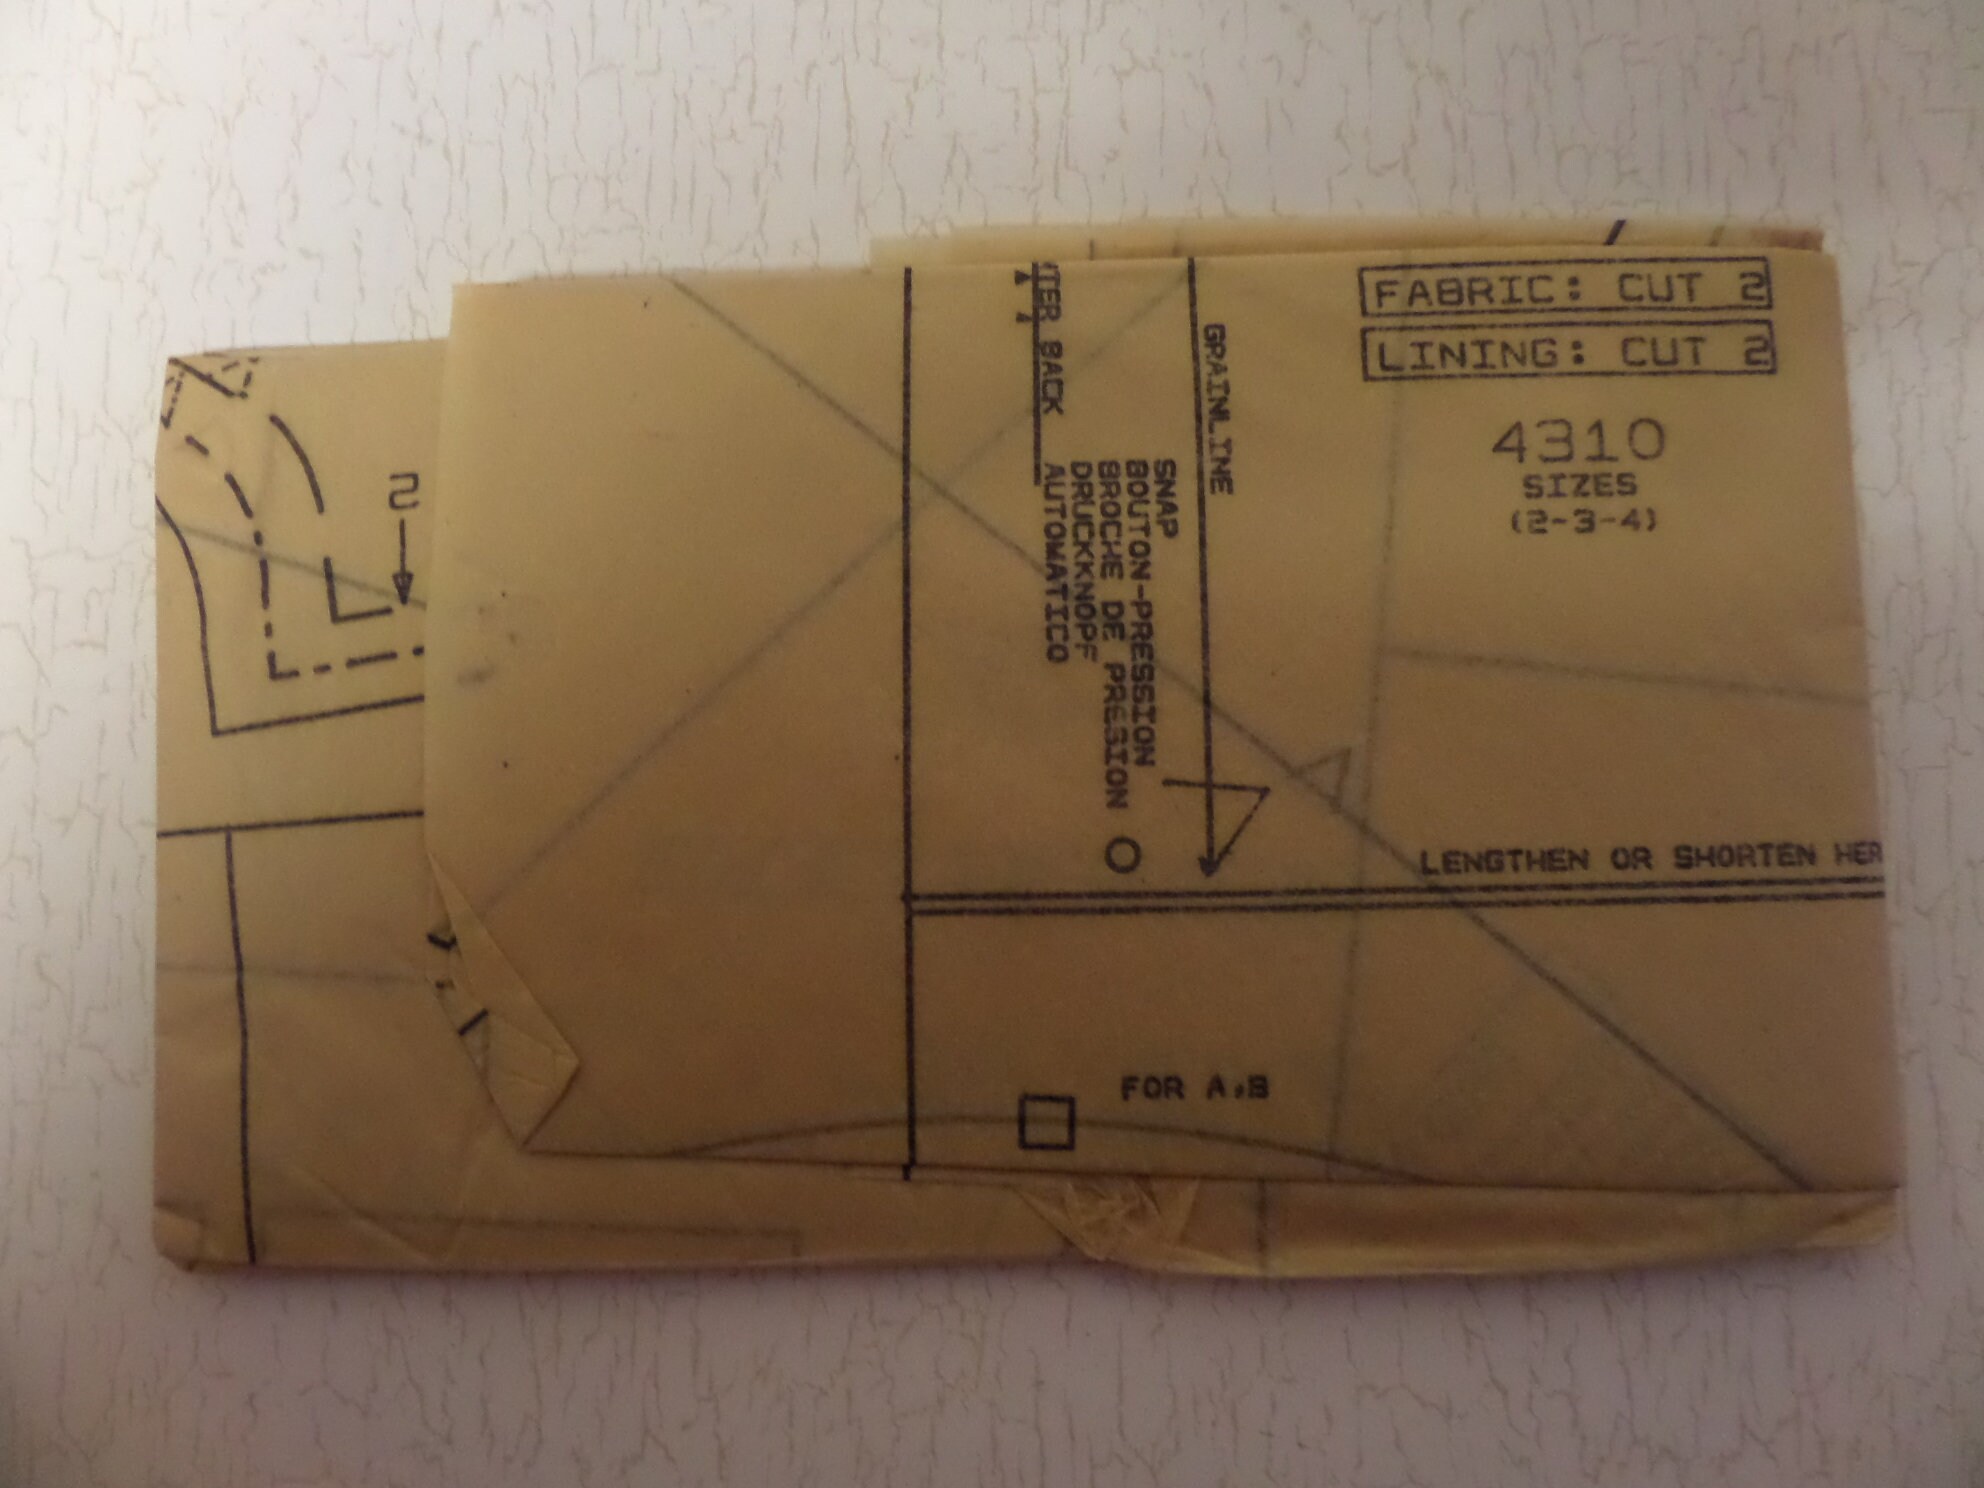 FABRIC: CUT 2
LINING: CUT 2
4310
SIZES
(2-3-4)
GRAINLINE
SNAP
BOUTON-PRESSION
BROCHE DE PRESION
DRUCKKNOPF
AUTOMATICO
TER BACK
2
LENGTHEN OR SHORTEN HER
FOR A,B